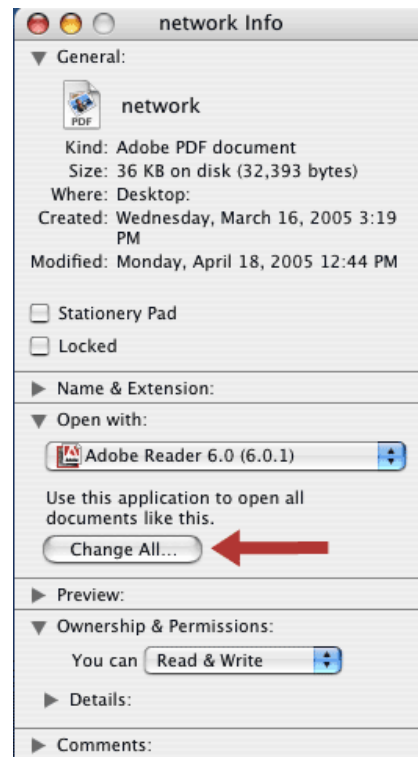 network Info
General:
PDF
network
Kind: Adobe PDF document
Size: 36 KB on disk (32,393 bytes)
Where: Desktop:
Created: Wednesday, March 16, 2005 3:19
PM
Modified: Monday, April 18, 2005 12:44 PM
Stationery Pad
Locked
Name & Extension:
Open with:
Adobe Reader 6.0 (6.0.1)
Use this application to open all
documents like this.
Change All...
Preview:
Ownership & Permissions:
You can Read & Write
Details:
Comments: